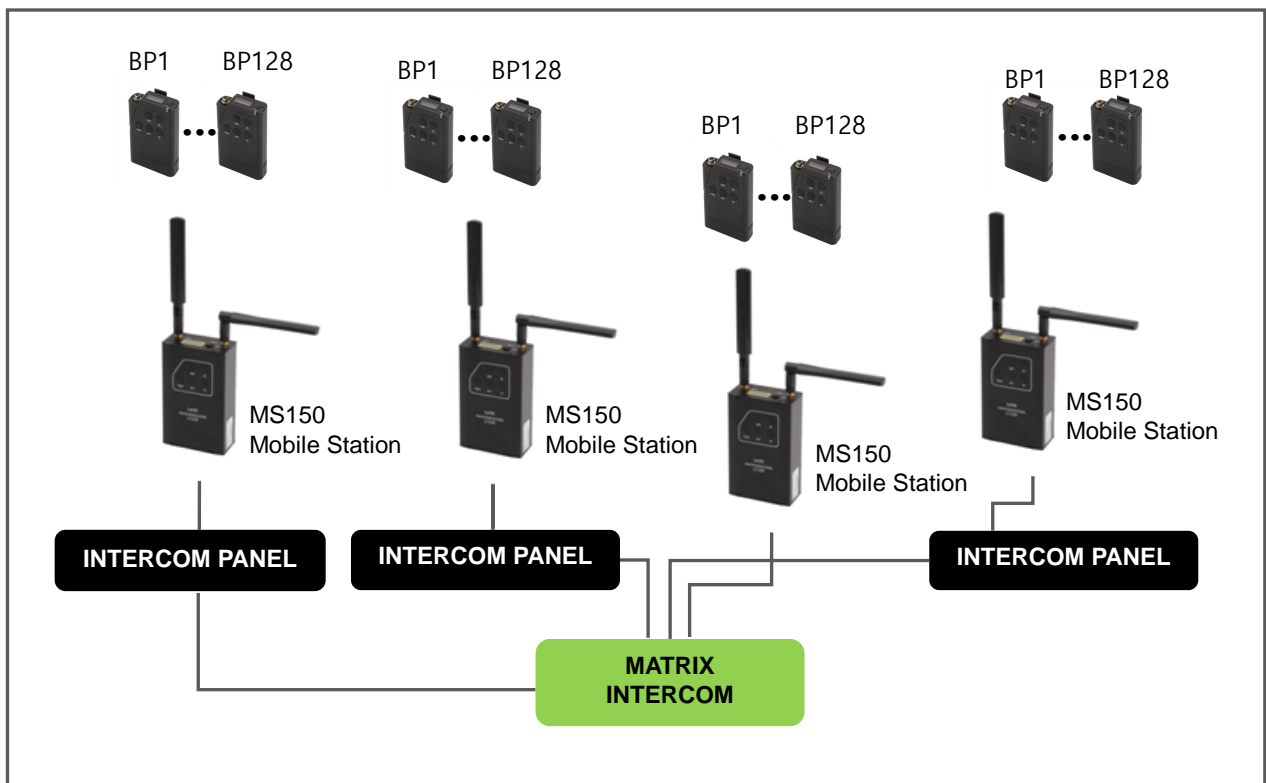 BP1 BP128
BP1 BP128
BP1 BP128
BP1 BP128
MS150
Mobile Station
MS150
Mobile Station
MS150
Mobile Station
MS150
Mobile Station
INTERCOM PANEL
INTERCOM PANEL
INTERCOM PANEL
MATRIX
INTERCOM